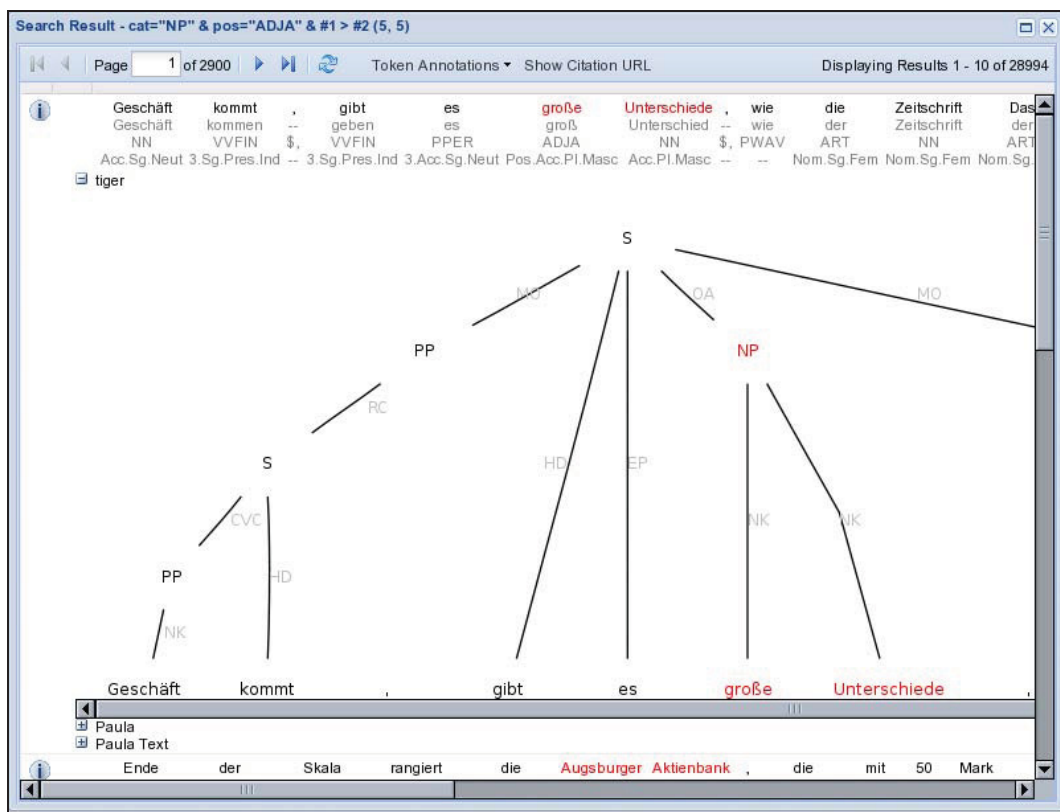 Search Result - cat="NP" & pos="ADJA" & #1 > #2 (5, 5)
Page 1 of 2900 Token Annotations Show Citation URL Displaying Results 1 - 10 of 28994
Geschäft kommt , gibt es große Unterschiede , wie die Zeitschrift Das
Geschäft kommen -- geben es groß Unterschied -- wie der Zeitschrift der
NN VVFIN $, VVFIN PPER ADJA NN $, PWAV ART NN ART
Acc.Sg.Neut 3.Sg.Pres.Ind -- 3.Sg.Pres.Ind 3.Acc.Sg.Neut Pos.Acc.Pl.Masc Acc.Pl.Masc -- -- Nom.Sg.Fem Nom.Sg.Fem Nom.Sg.
tiger
S
MO OA MO
PP NP
RC
S HD EP
CVC NK NK
PP HD
NK
Geschäft kommt , gibt es große Unterschiede ,
Paula
Paula Text
Ende der Skala rangiert die Augsburger Aktienbank , die mit 50 Mark